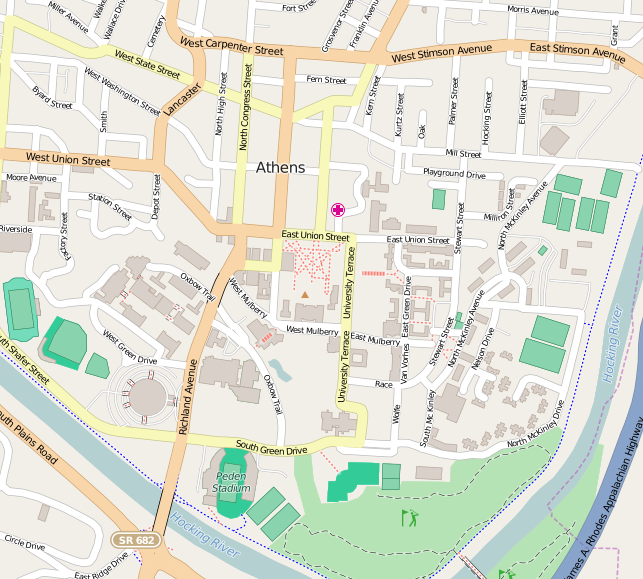 Fort Street
Morris Avenue
Miller Avenue
Walke
Wallace Drive
Cemetery
Grosvenor Street
Franklin Avenue
Grant
West Carpenter Street
West Stimson Avenue
East Stimson Avenue
West State Street
West Washington Street
North High Street
North Congress Street
Fern Street
Kern Street
Kurtz Street
Oak
Palmer Street
Hocking Street
Elliott Street
Byard Street
Lancaster
Smith
Mill Street
West Union Street
Athens
Playground Drive
Moore Avenue
Depot Street
Station Street
Factory Street
Stewart Street
Street
North McKinley Avenue
Riverside
East Union Street
East Union Street
Oxbow Trail
West Mulberry
University Terrace
East Green Drive
West Mulberry
East Mulberry
Van Vorhes
Stewart Street
North McKinley Avenue
Nelson Drive
Hocking River
West Green Drive
South Shafer Street
Richland Avenue
Oxbow Trail
University Terrace
Race
Wolfe
South Mc Kinley
North McKinley Drive
South Plains Road
South Green Drive
Peden
Stadium
James A. Rhodes Appalachian Highway
Hocking River
SR 682
Circle Drive
East Ridge Drive